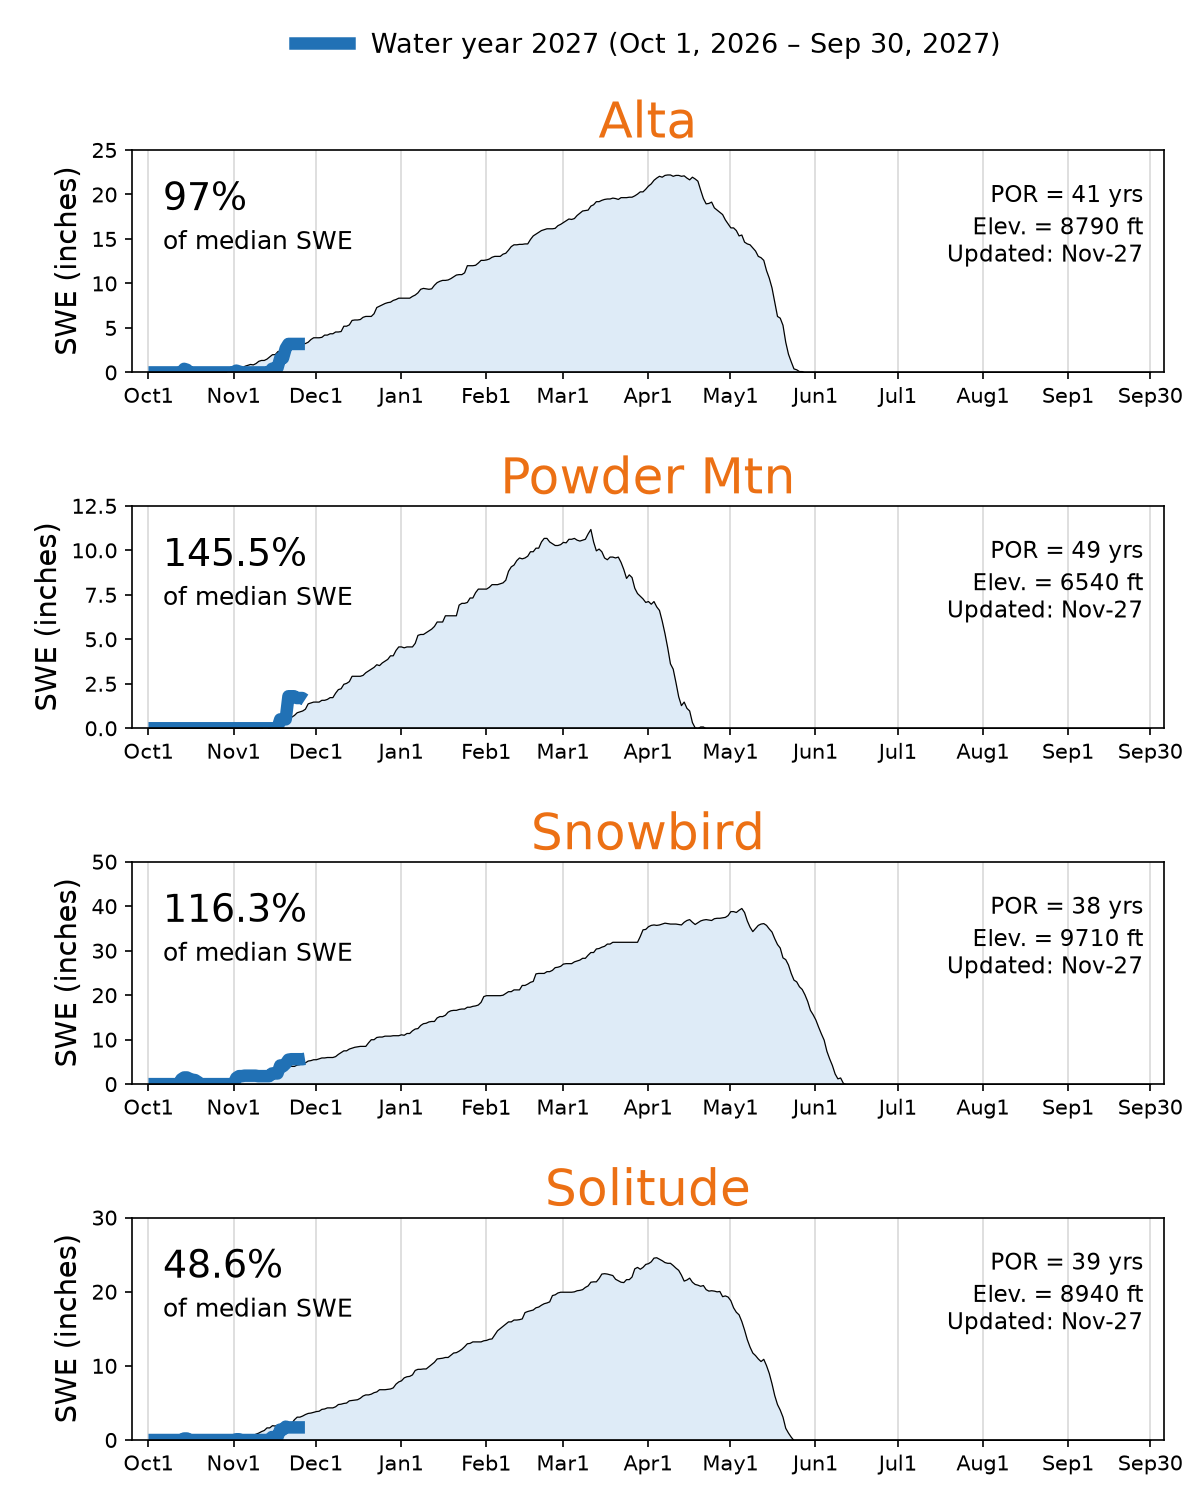 Water year 2027 (Oct 1, 2026 – Sep 30, 2027)
Alta
SWE (inches)
25
20
15
10
5
0
97%
of median SWE
POR = 41 yrs
Elev. = 8790 ft
Updated: Nov-27
Oct1 Nov1 Dec1 Jan1 Feb1 Mar1 Apr1 May1 Jun1 Jul1 Aug1 Sep1 Sep30
Powder Mtn
SWE (inches)
12.5
10.0
7.5
5.0
2.5
0.0
145.5%
of median SWE
POR = 49 yrs
Elev. = 6540 ft
Updated: Nov-27
Oct1 Nov1 Dec1 Jan1 Feb1 Mar1 Apr1 May1 Jun1 Jul1 Aug1 Sep1 Sep30
Snowbird
SWE (inches)
50
40
30
20
10
0
116.3%
of median SWE
POR = 38 yrs
Elev. = 9710 ft
Updated: Nov-27
Oct1 Nov1 Dec1 Jan1 Feb1 Mar1 Apr1 May1 Jun1 Jul1 Aug1 Sep1 Sep30
Solitude
SWE (inches)
30
20
10
0
48.6%
of median SWE
POR = 39 yrs
Elev. = 8940 ft
Updated: Nov-27
Oct1 Nov1 Dec1 Jan1 Feb1 Mar1 Apr1 May1 Jun1 Jul1 Aug1 Sep1 Sep30